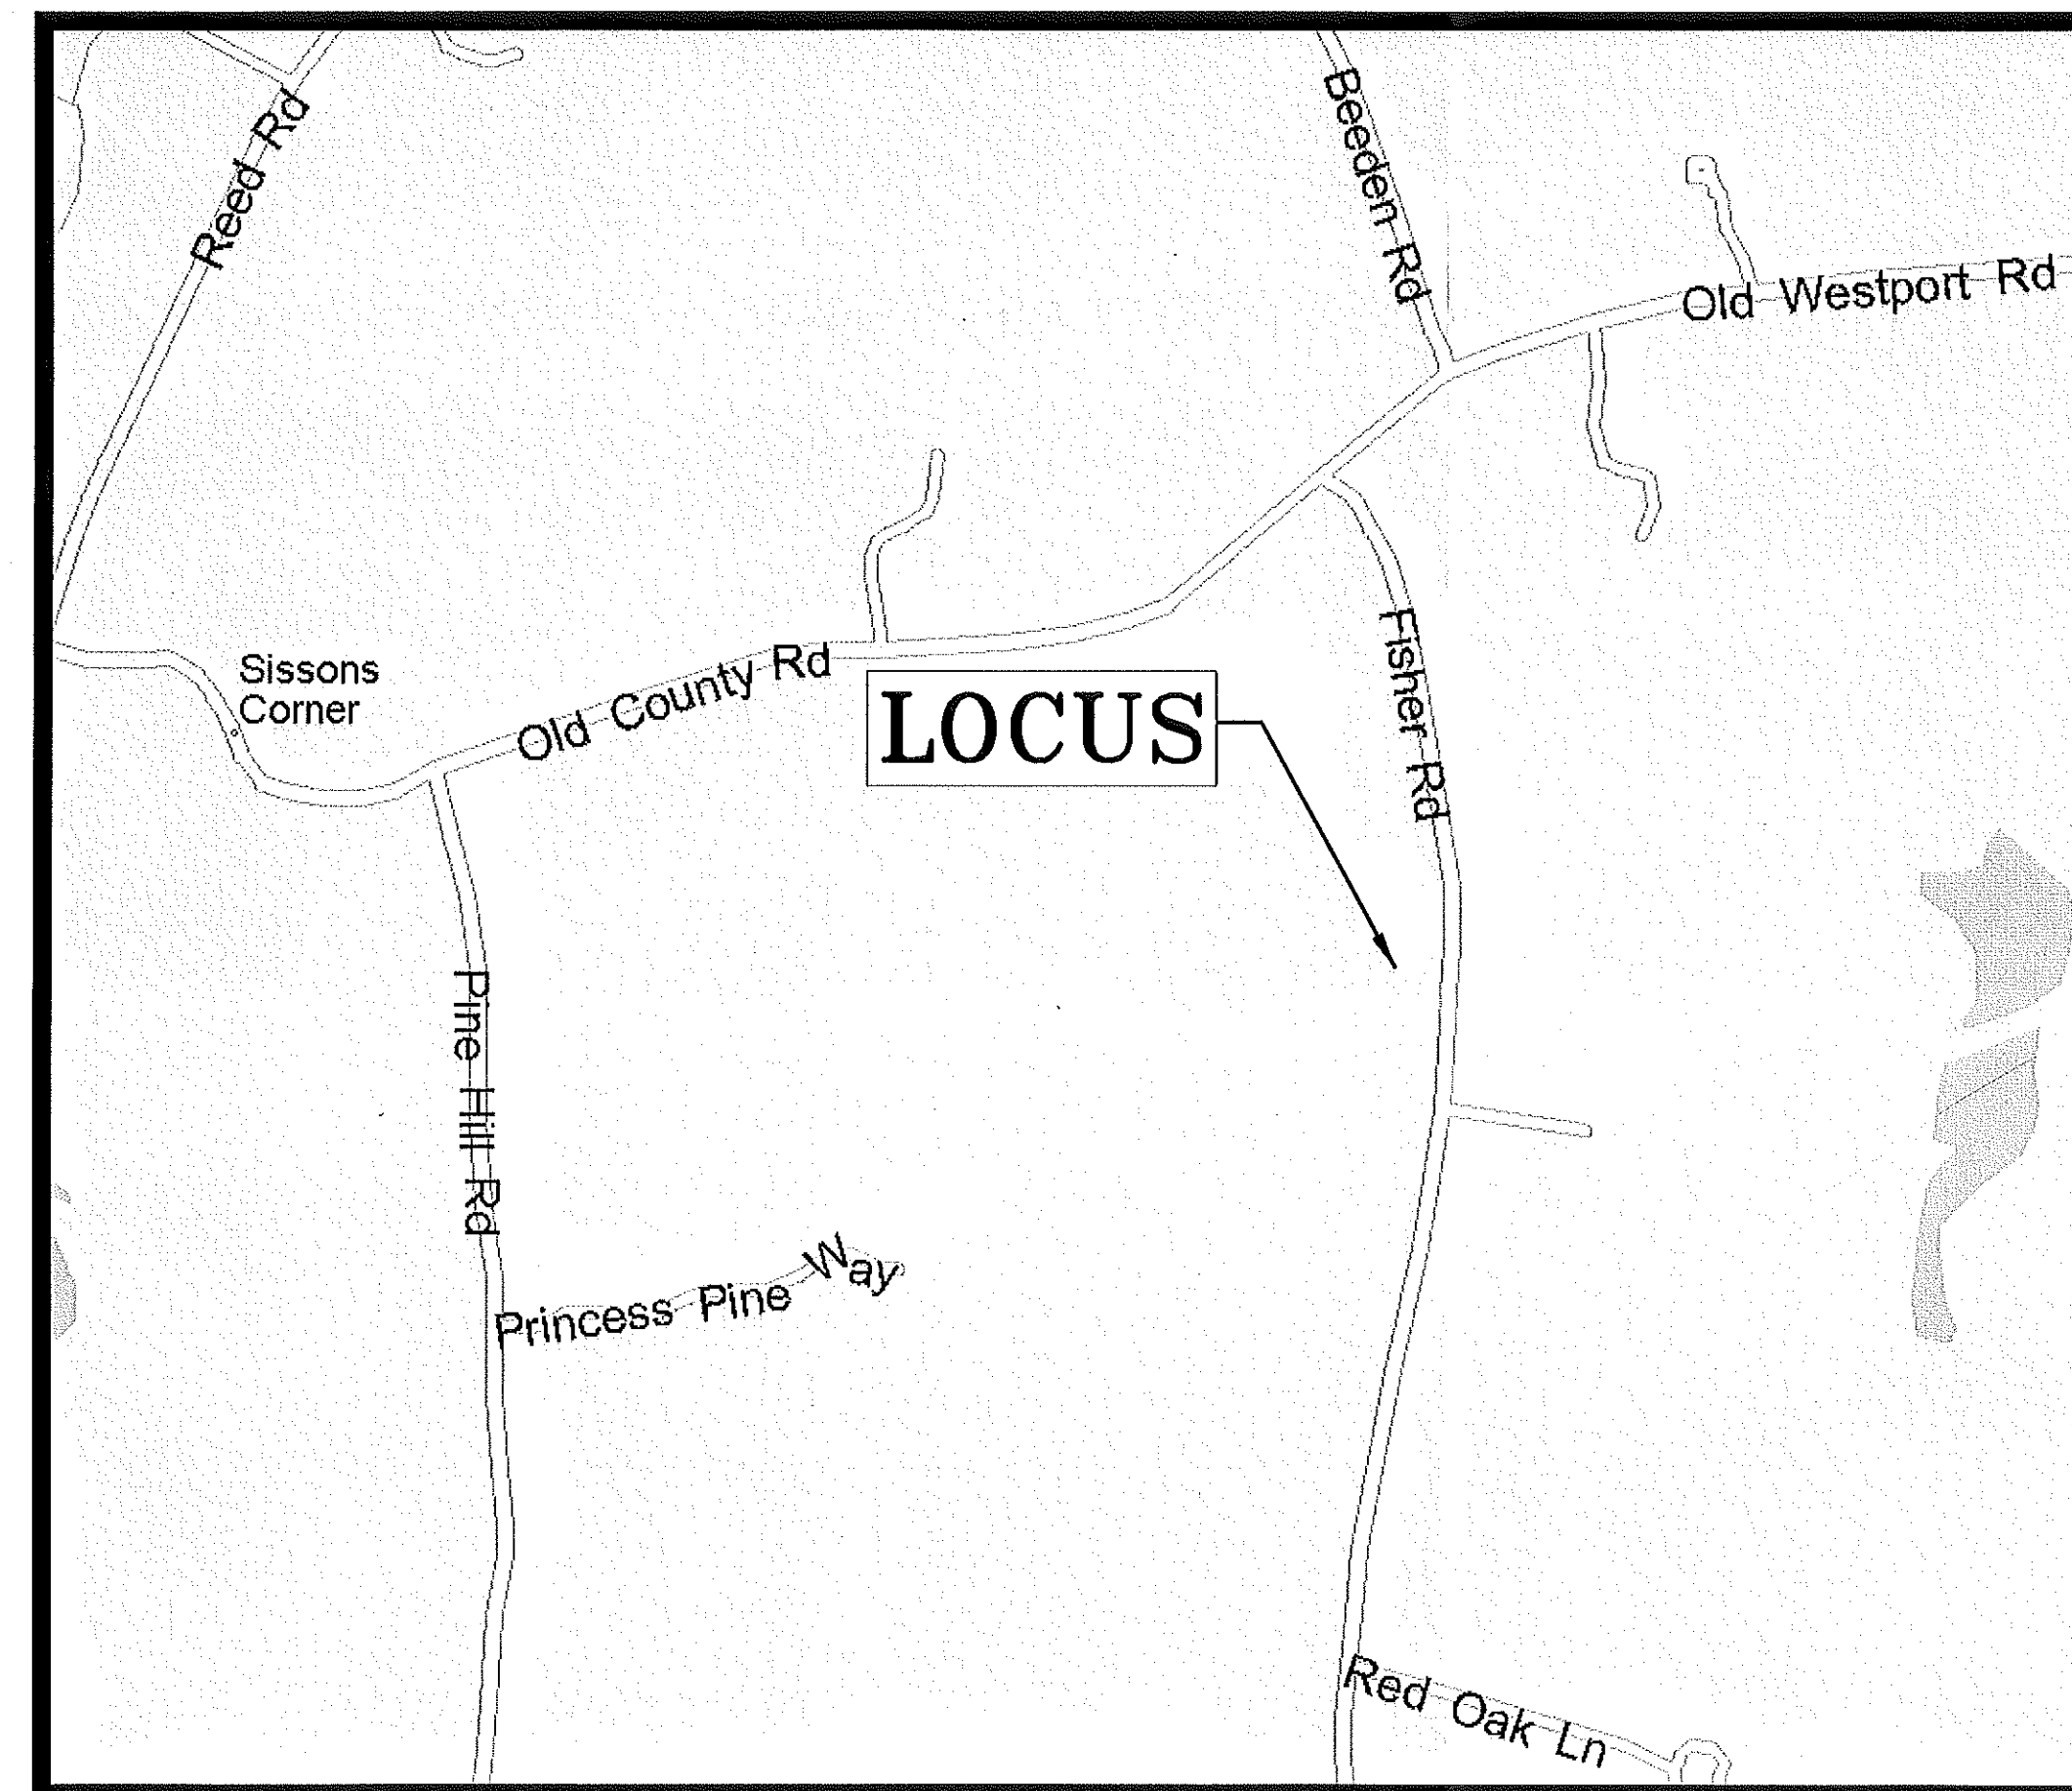 Reed Rd
Beeden Rd
Old Westport Rd
Sissons
Corner
Old County Rd
LOCUS
Fisher Rd
Pine Hill Rd
Princess Pine Way
Red Oak Ln